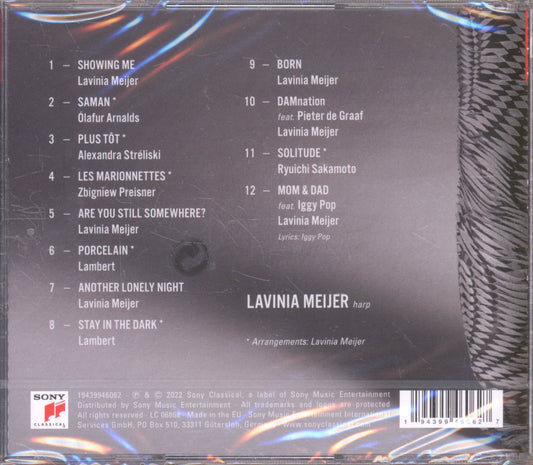 1 – SHOWING ME
Lavinia Meijer
2 – SAMAN *
Ólafur Arnalds
3 – PLUS TÔT *
Alexandra Stréliski
4 – LES MARIONNETTES *
Zbigniew Preisner
5 – ARE YOU STILL SOMEWHERE?
Lavinia Meijer
6 – PORCELAIN *
Lambert
7 – ANOTHER LONELY NIGHT
Lavinia Meijer
8 – STAY IN THE DARK *
Lambert
9 – BORN
Lavinia Meijer
10 – DAMnation
feat. Pieter de Graaf
Lavinia Meijer
11 – SOLITUDE *
Ryuichi Sakamoto
12 – MOM & DAD
feat. Iggy Pop
Lavinia Meijer
Lyrics: Iggy Pop
LAVINIA MEIJER harp
* Arrangements: Lavinia Meijer
SONY
CLASSICAL
19439946062 · ℗ & © 2022 Sony Classical, a label of Sony Music Entertainment
Distributed by Sony Music Entertainment · All trademarks and logos are protected
All rights reserved · LC 06868 · Made in the EU · Sony Music Entertainment International
Services GmbH, PO Box 510, 33311 Gütersloh, Germany